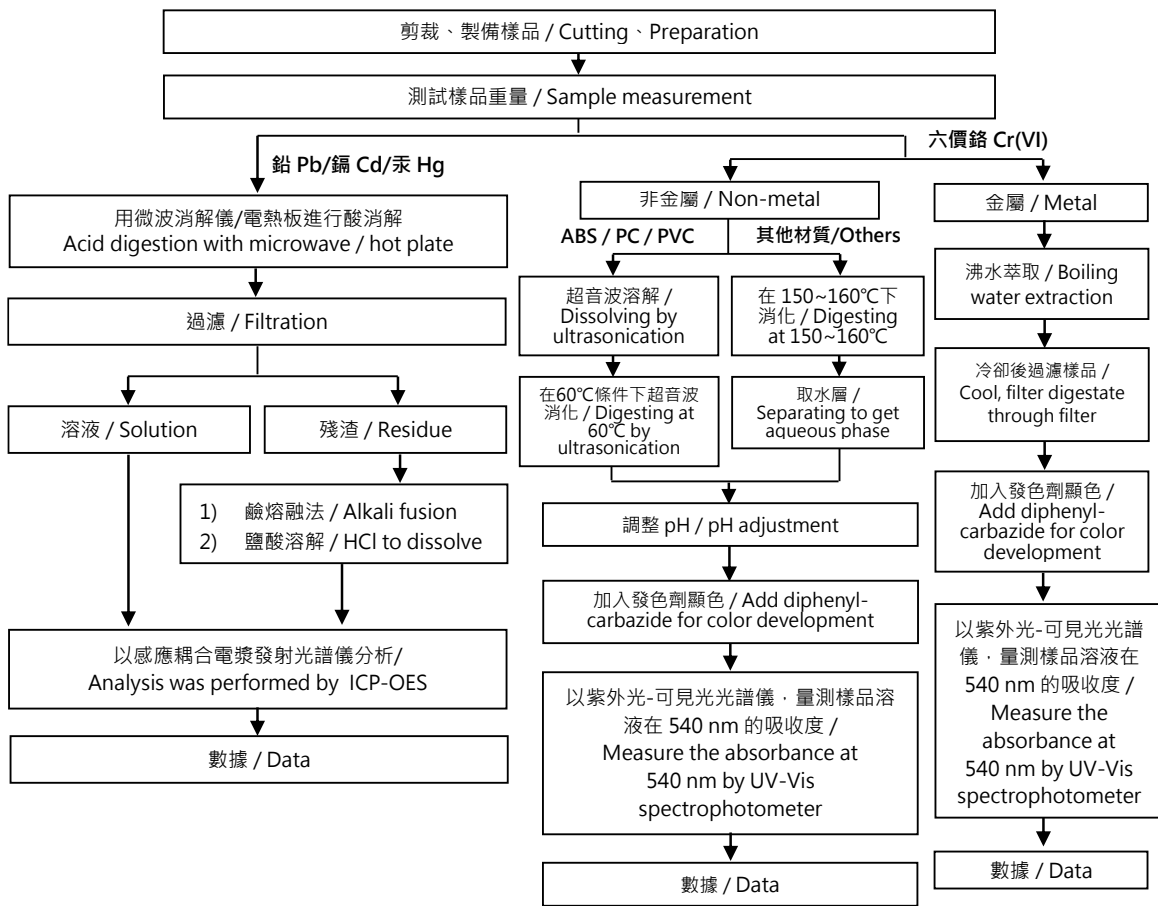 剪裁、製備樣品 / Cutting、Preparation
測試樣品重量 / Sample measurement
鉛 Pb/鎘 Cd/汞 Hg
用微波消解儀/電熱板進行酸消解
Acid digestion with microwave / hot plate
過濾 / Filtration
溶液 / Solution
殘渣 / Residue
1) 鹼熔融法 / Alkali fusion
2) 鹽酸溶解 / HCl to dissolve
以感應耦合電漿發射光譜儀分析/
Analysis was performed by ICP-OES
數據 / Data
六價鉻 Cr(VI)
非金屬 / Non-metal
ABS / PC / PVC
其他材質/Others
超音波溶解 /
Dissolving by
ultrasonication
在60℃條件下超音波
消化 / Digesting at
60℃ by
ultrasonication
在 150~160℃下
消化 / Digesting
at 150~160℃
取水層 /
Separating to get
aqueous phase
調整 pH / pH adjustment
加入發色劑顯色 / Add diphenyl-
carbazide for color development
以紫外光-可見光光譜儀，量測樣品溶
液在 540 nm 的吸收度 /
Measure the absorbance at
540 nm by UV-Vis
spectrophotometer
數據 / Data
金屬 / Metal
沸水萃取 / Boiling
water extraction
冷卻後過濾樣品 /
Cool, filter digestate
through filter
加入發色劑顯色 /
Add diphenyl-
carbazide for color
development
以紫外光-可見光光譜
儀，量測樣品溶液在
540 nm 的吸收度 /
Measure the
absorbance at
540 nm by UV-Vis
spectrophotometer
數據 / Data